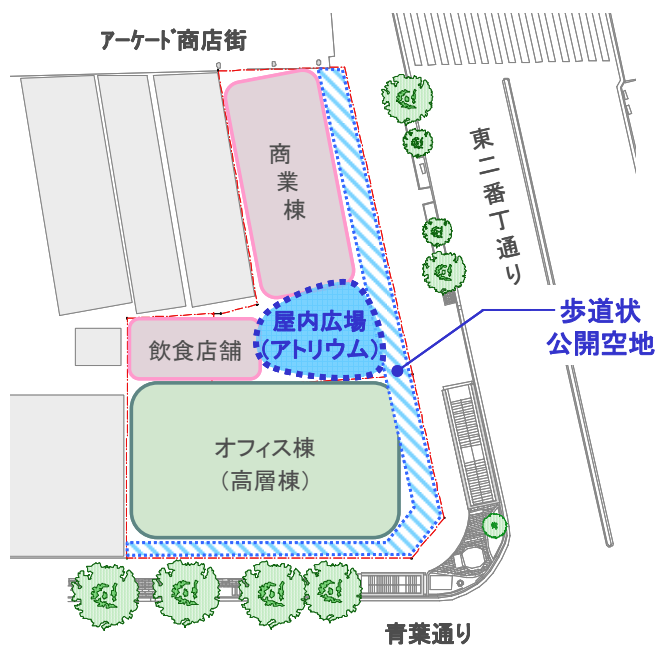 アーケード商店街
東二番丁通り
商業棟
屋内広場
(アトリウム)
歩道状
公開空地
飲食店舗
オフィス棟
(高層棟)
青葉通り